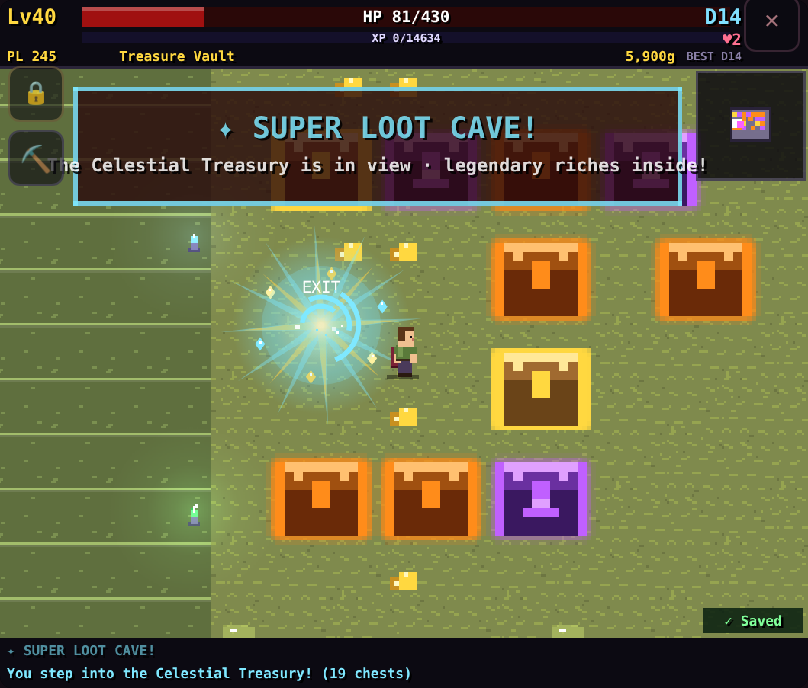 Lv40
HP 81/430
D14
×
XP 0/14634
♥2
PL 245
Treasure Vault
5,900g
BEST D14
✦ SUPER LOOT CAVE!
The Celestial Treasury is in view · legendary riches inside!
EXIT
✓ Saved
✦ SUPER LOOT CAVE!
You step into the Celestial Treasury! (19 chests)